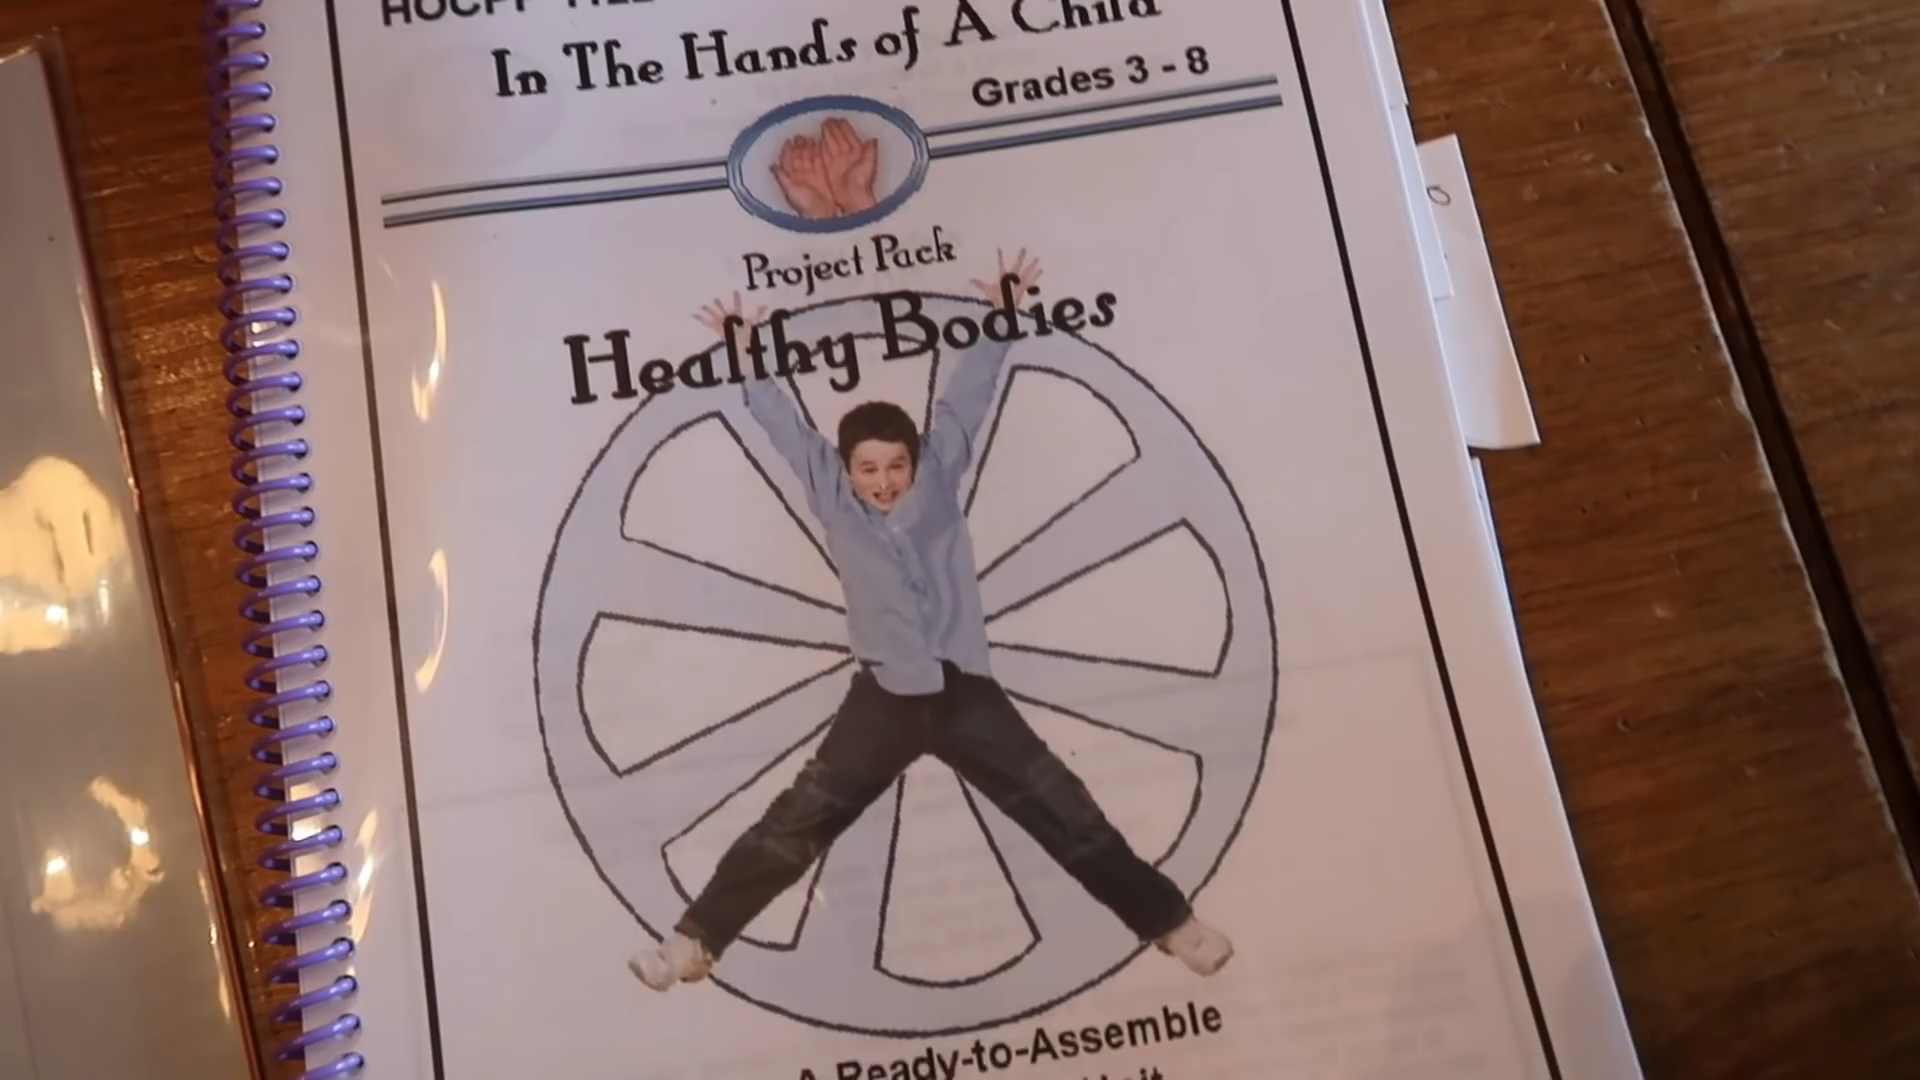 In The Hands of A Child
Grades 3 - 8
Project Pack
Healthy Bodies
A Ready-to-Assemble